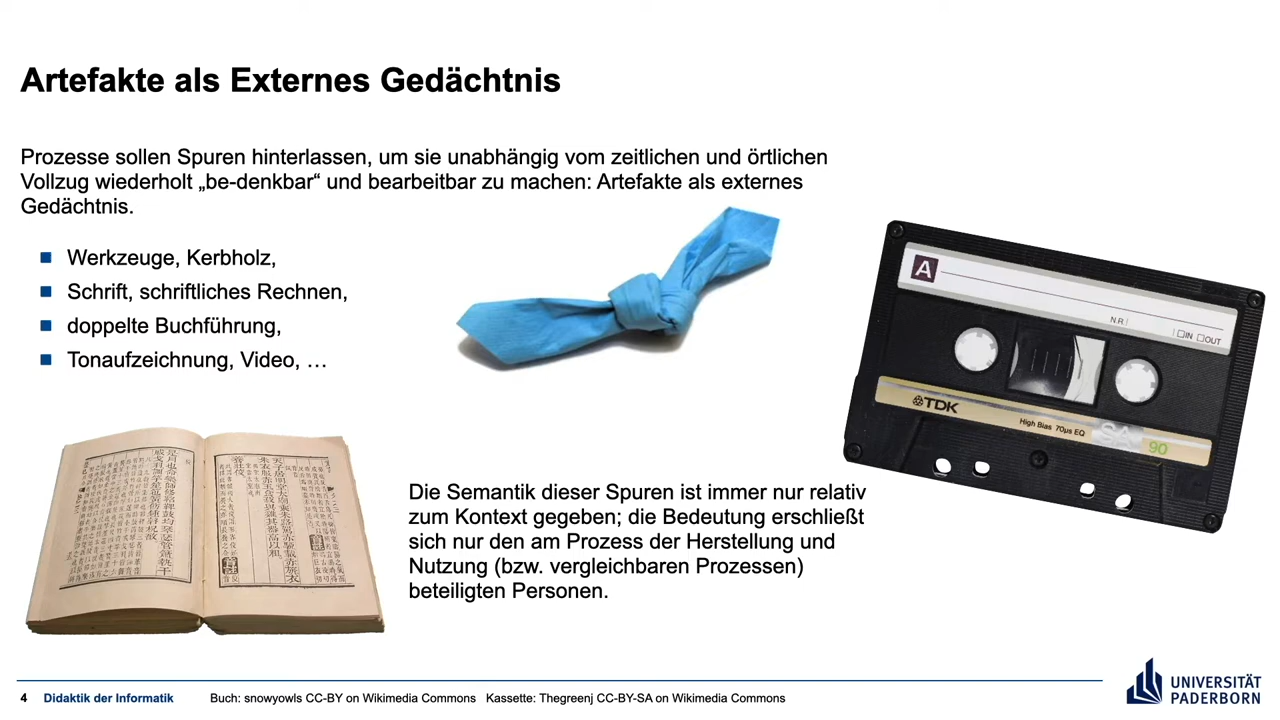 Artefakte als Externes Gedächtnis
Prozesse sollen Spuren hinterlassen, um sie unabhängig vom zeitlichen und örtlichen
Vollzug wiederholt „be-denkbar“ und bearbeitbar zu machen: Artefakte als externes
Gedächtnis.
Werkzeuge, Kerbholz,
Schrift, schriftliches Rechnen,
doppelte Buchführung,
Tonaufzeichnung, Video, …
A
N.R
IN OUT
TDK
High Bias 70µs EQ
SA 90
Die Semantik dieser Spuren ist immer nur relativ
zum Kontext gegeben; die Bedeutung erschließt
sich nur den am Prozess der Herstellung und
Nutzung (bzw. vergleichbaren Prozessen)
beteiligten Personen.
4 Didaktik der Informatik Buch: snowyowls CC-BY on Wikimedia Commons Kassette: Thegreenj CC-BY-SA on Wikimedia Commons
UNIVERSITÄT
PADERBORN